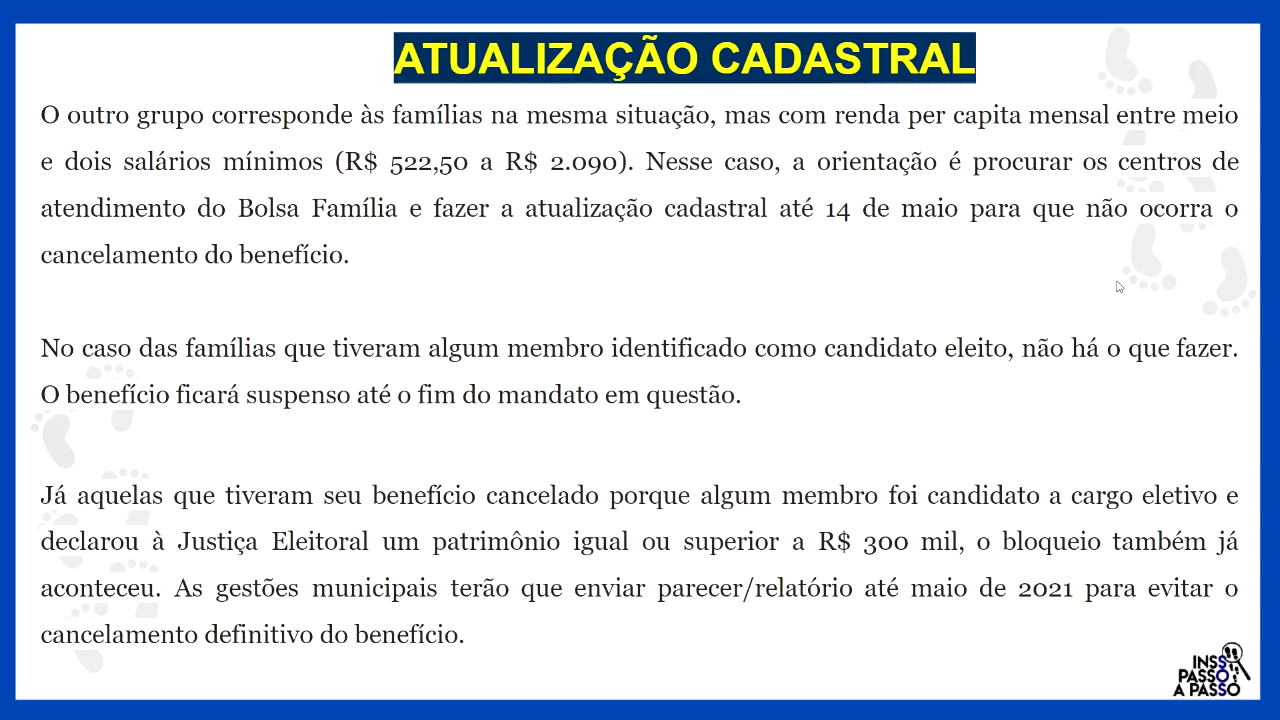 ATUALIZAÇÃO CADASTRAL
O outro grupo corresponde às famílias na mesma situação, mas com renda per capita mensal entre meio
e dois salários mínimos (R$ 522,50 a R$ 2.090). Nesse caso, a orientação é procurar os centros de
atendimento do Bolsa Família e fazer a atualização cadastral até 14 de maio para que não ocorra o
cancelamento do benefício.
No caso das famílias que tiveram algum membro identificado como candidato eleito, não há o que fazer.
O benefício ficará suspenso até o fim do mandato em questão.
Já aquelas que tiveram seu benefício cancelado porque algum membro foi candidato a cargo eletivo e
declarou à Justiça Eleitoral um patrimônio igual ou superior a R$ 300 mil, o bloqueio também já
aconteceu. As gestões municipais terão que enviar parecer/relatório até maio de 2021 para evitar o
cancelamento definitivo do benefício.
INSS
PASSO
A PASSO